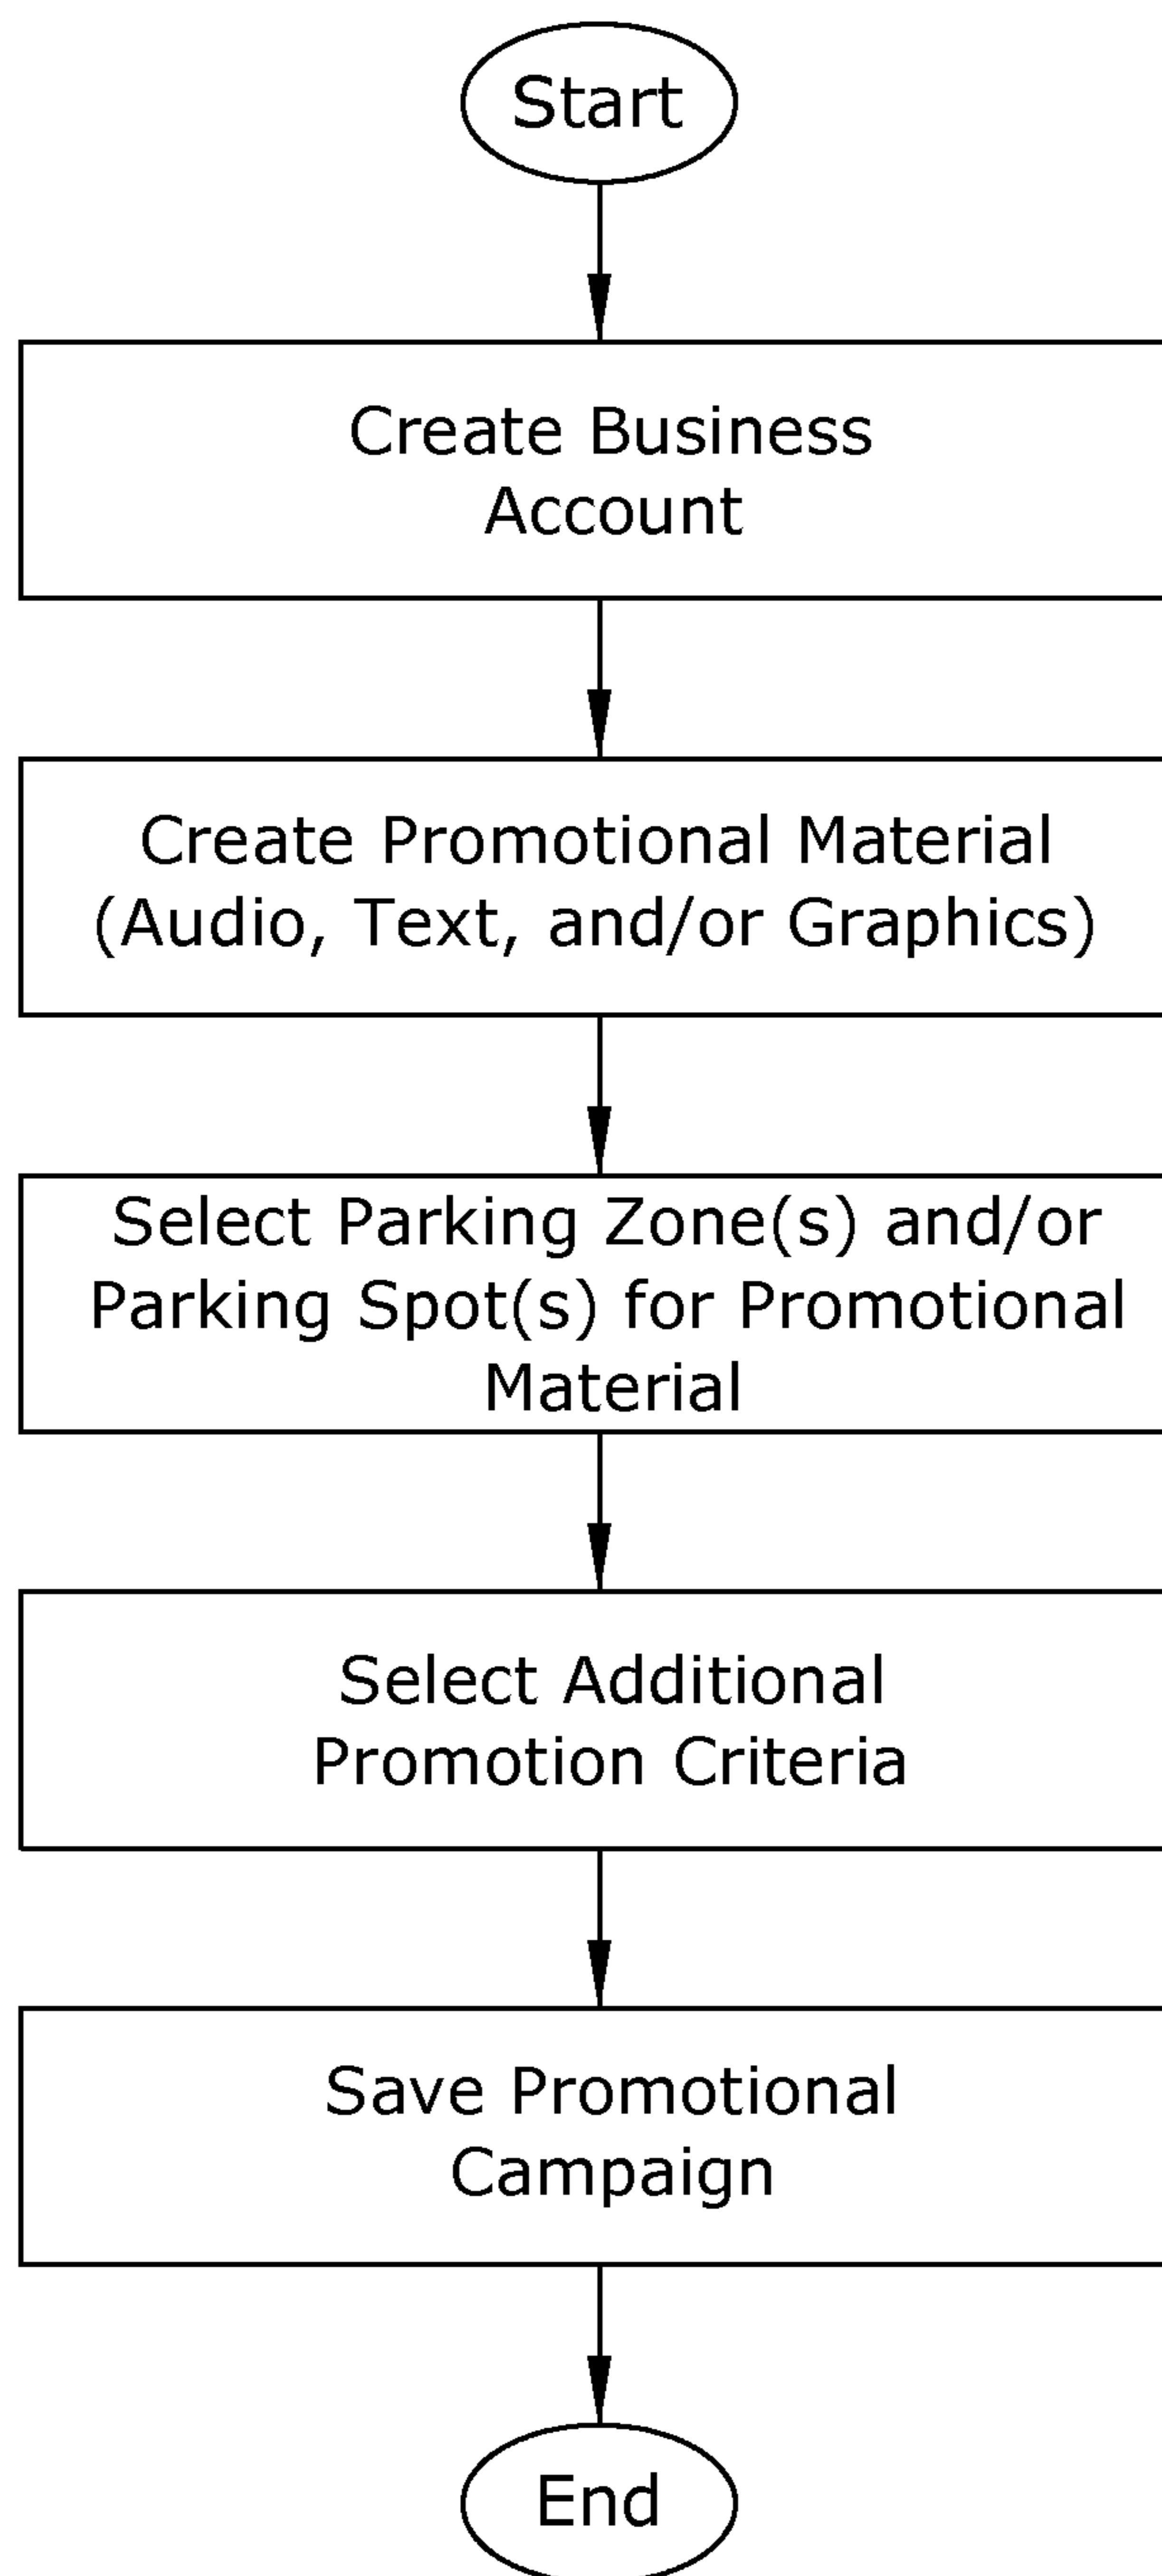 Start
Create Business
Account
Create Promotional Material
(Audio, Text, and/or Graphics)
Select Parking Zone(s) and/or
Parking Spot(s) for Promotional
Material
Select Additional
Promotion Criteria
Save Promotional
Campaign
End